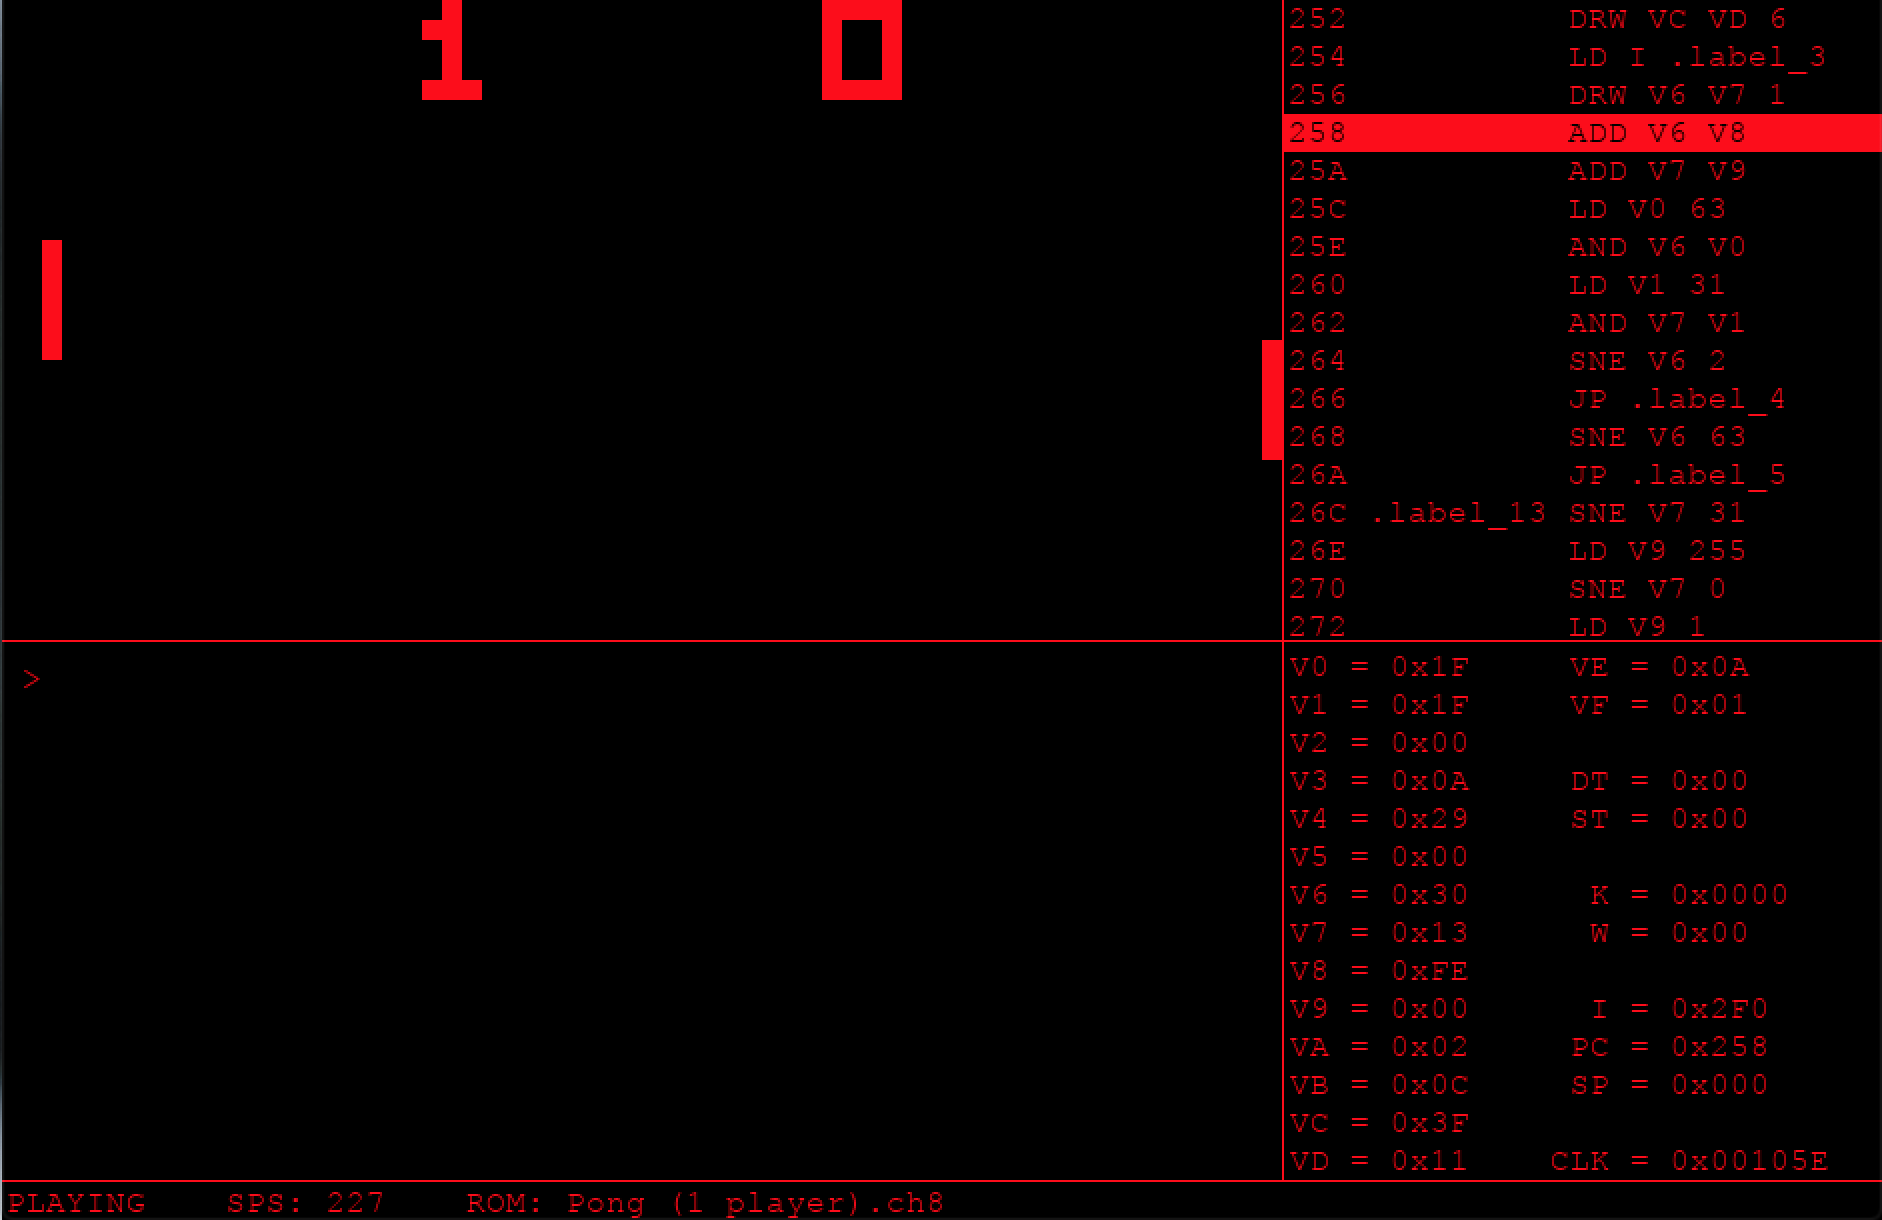 1 0
252 DRW VC VD 6
254 LD I .label_3
256 DRW V6 V7 1
258 ADD V6 V8
25A ADD V7 V9
25C LD V0 63
25E AND V6 V0
260 LD V1 31
262 AND V7 V1
264 SNE V6 2
266 JP .label_4
268 SNE V6 63
26A JP .label_5
26C .label_13 SNE V7 31
26E LD V9 255
270 SNE V7 0
272 LD V9 1
>
V0 = 0x1F VE = 0x0A
V1 = 0x1F VF = 0x01
V2 = 0x00
V3 = 0x0A DT = 0x00
V4 = 0x29 ST = 0x00
V5 = 0x00
V6 = 0x30 K = 0x0000
V7 = 0x13 W = 0x00
V8 = 0xFE
V9 = 0x00 I = 0x2F0
VA = 0x02 PC = 0x258
VB = 0x0C SP = 0x000
VC = 0x3F
VD = 0x11 CLK = 0x00105E
PLAYING SPS: 227 ROM: Pong (1 player).ch8